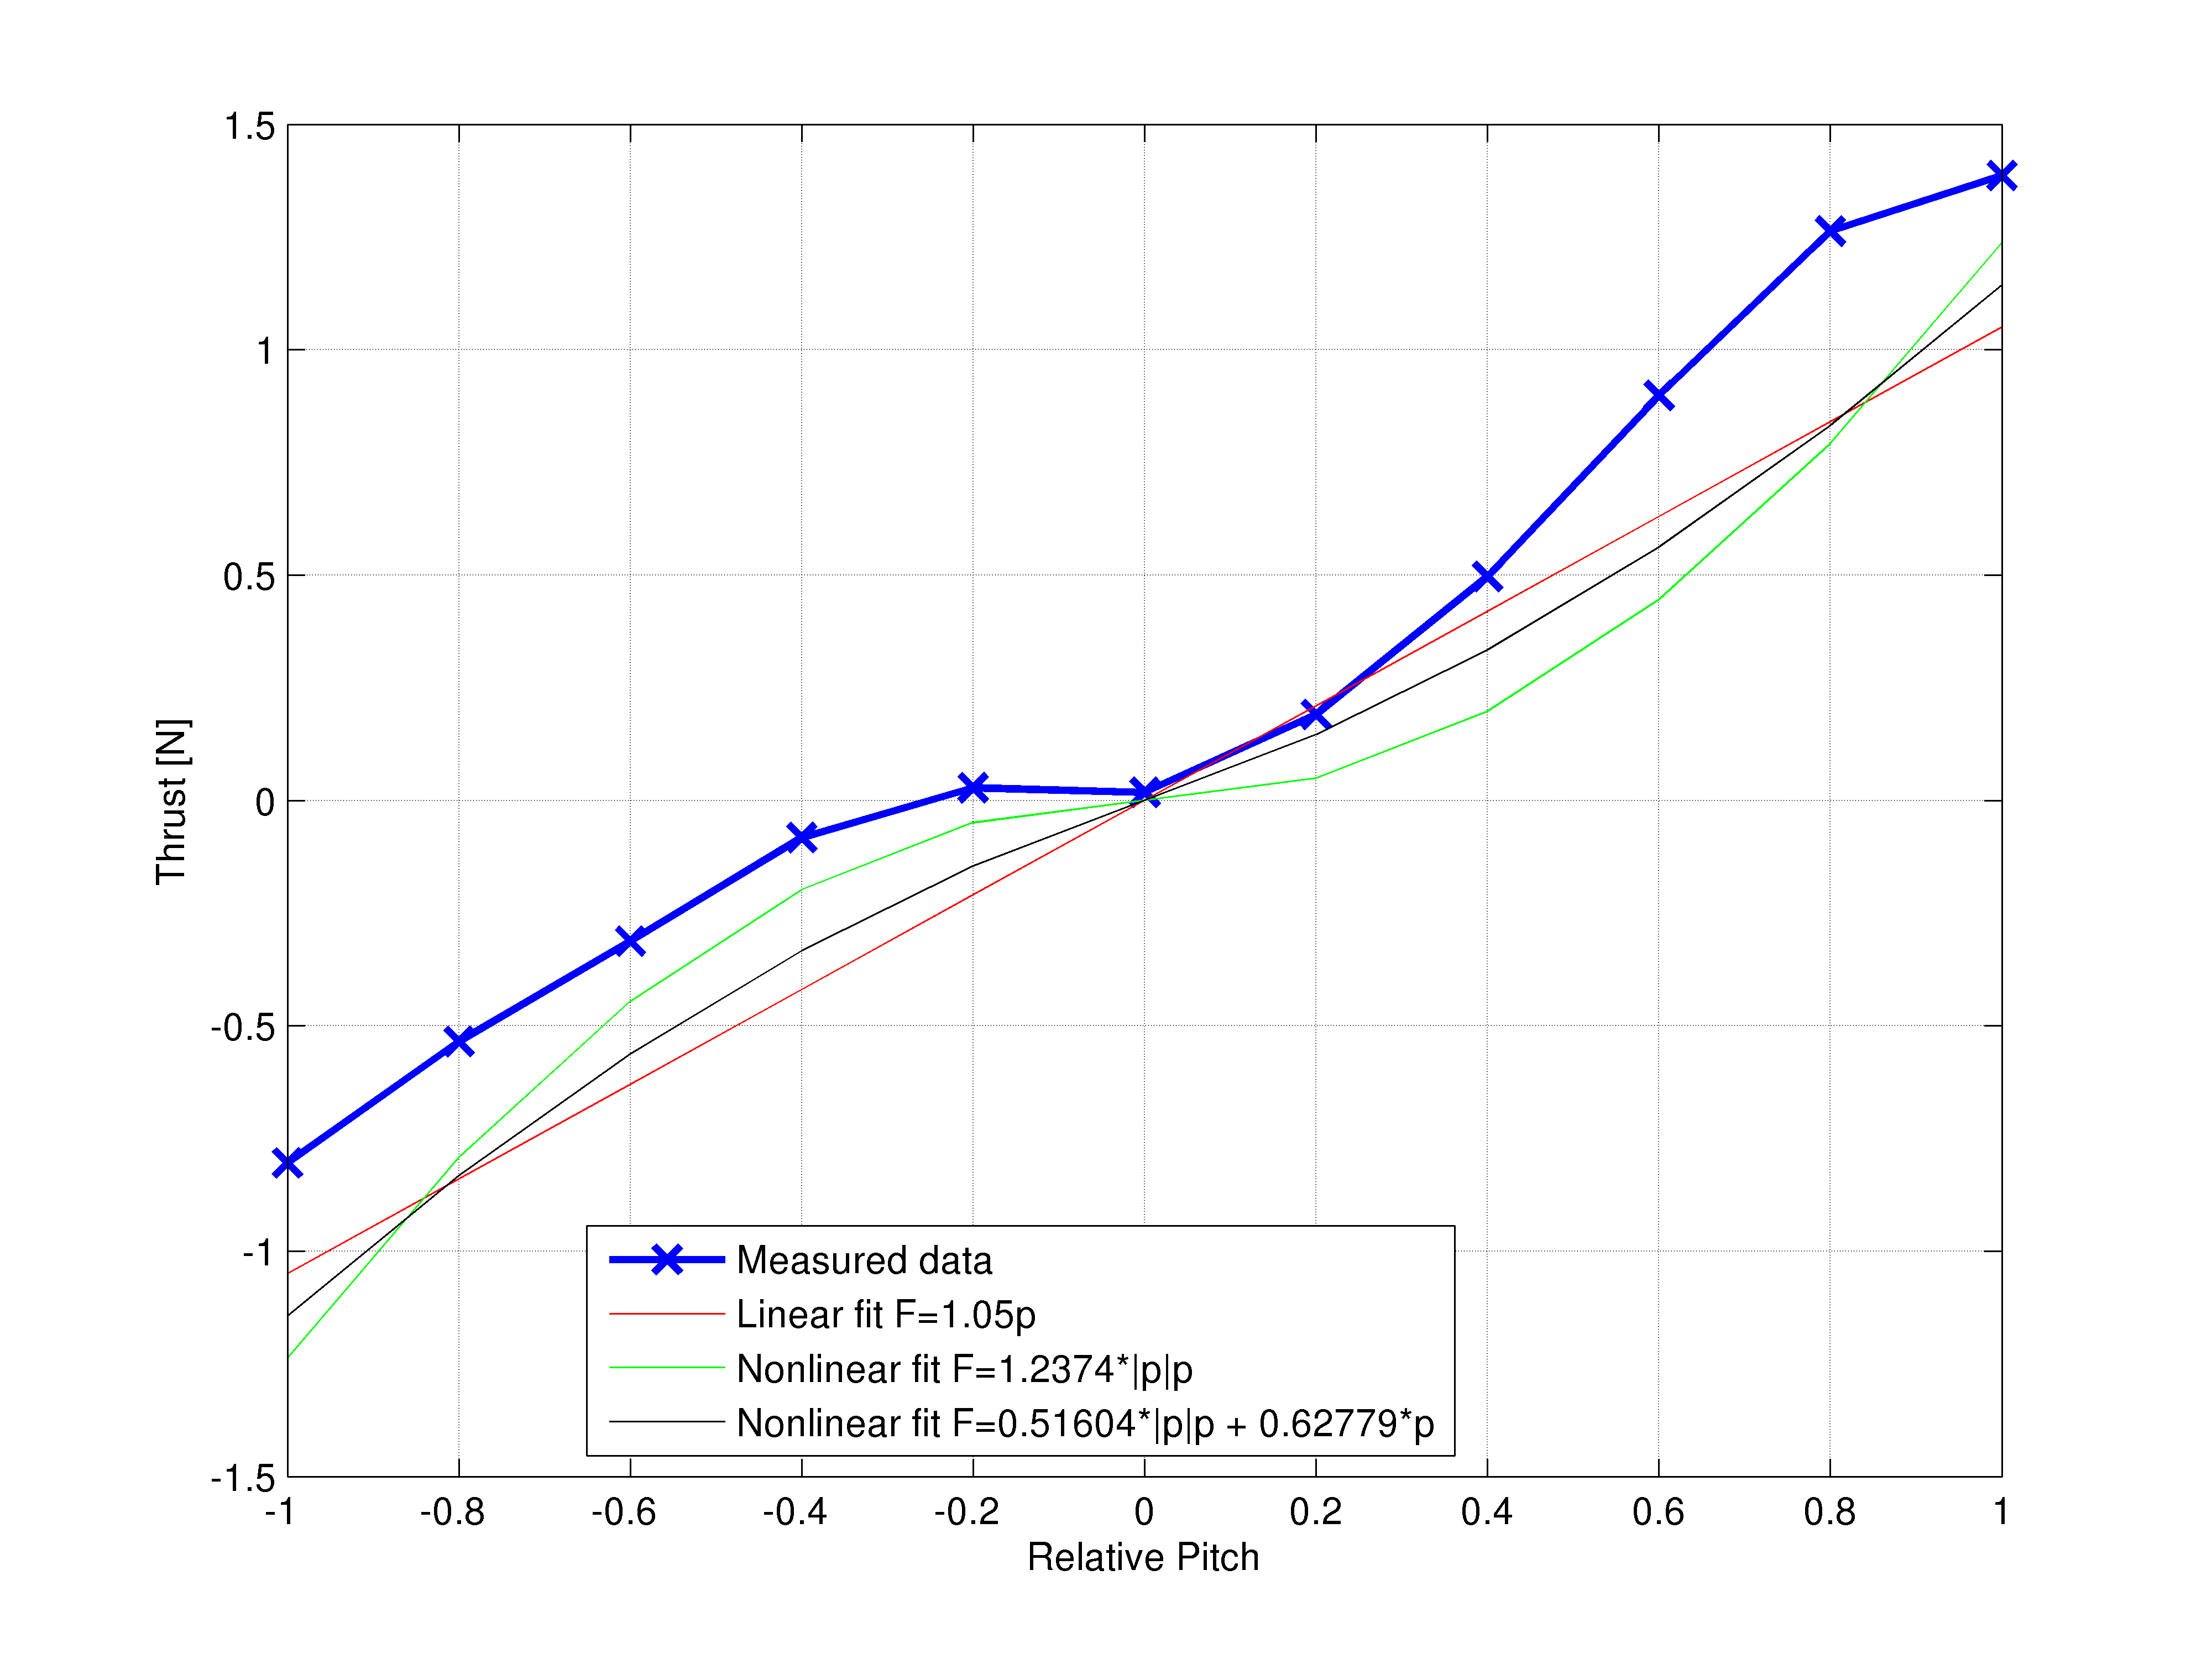 1.5
1
0.5
0
-0.5
-1
-1.5
Thrust [N]
Measured data
Linear fit F=1.05p
Nonlinear fit F=1.2374*|p|p
Nonlinear fit F=0.51604*|p|p + 0.62779*p
-1 -0.8 -0.6 -0.4 -0.2 0 0.2 0.4 0.6 0.8 1
Relative Pitch